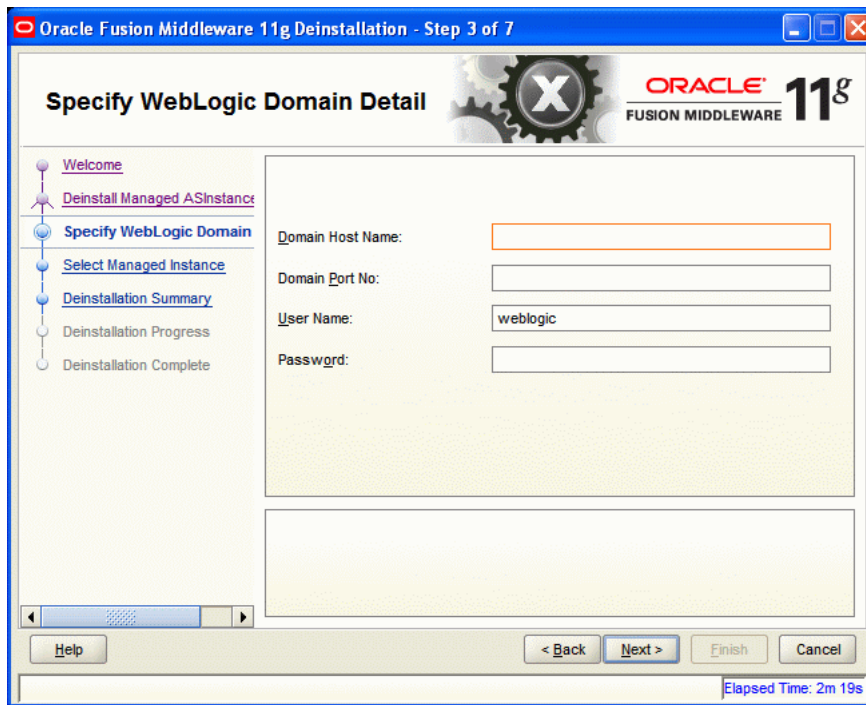 Oracle Fusion Middleware 11g Deinstallation - Step 3 of 7
Specify WebLogic Domain Detail
X
ORACLE
FUSION MIDDLEWARE
11g
Welcome
Deinstall Managed ASInstance
Specify WebLogic Domain
Select Managed Instance
Deinstallation Summary
Deinstallation Progress
Deinstallation Complete
Domain Host Name:
Domain Port No:
User Name: weblogic
Password:
Help < Back Next > Finish Cancel
Elapsed Time: 2m 19s